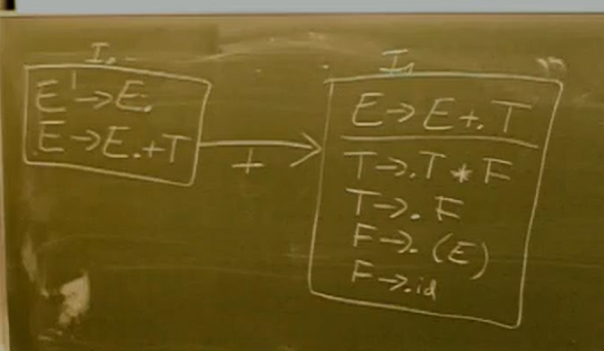 I₀
E'→E.
E→E.+T
+
I₁
E→E+.T
T→.T*F
T→.F
F→.(E)
F→.id